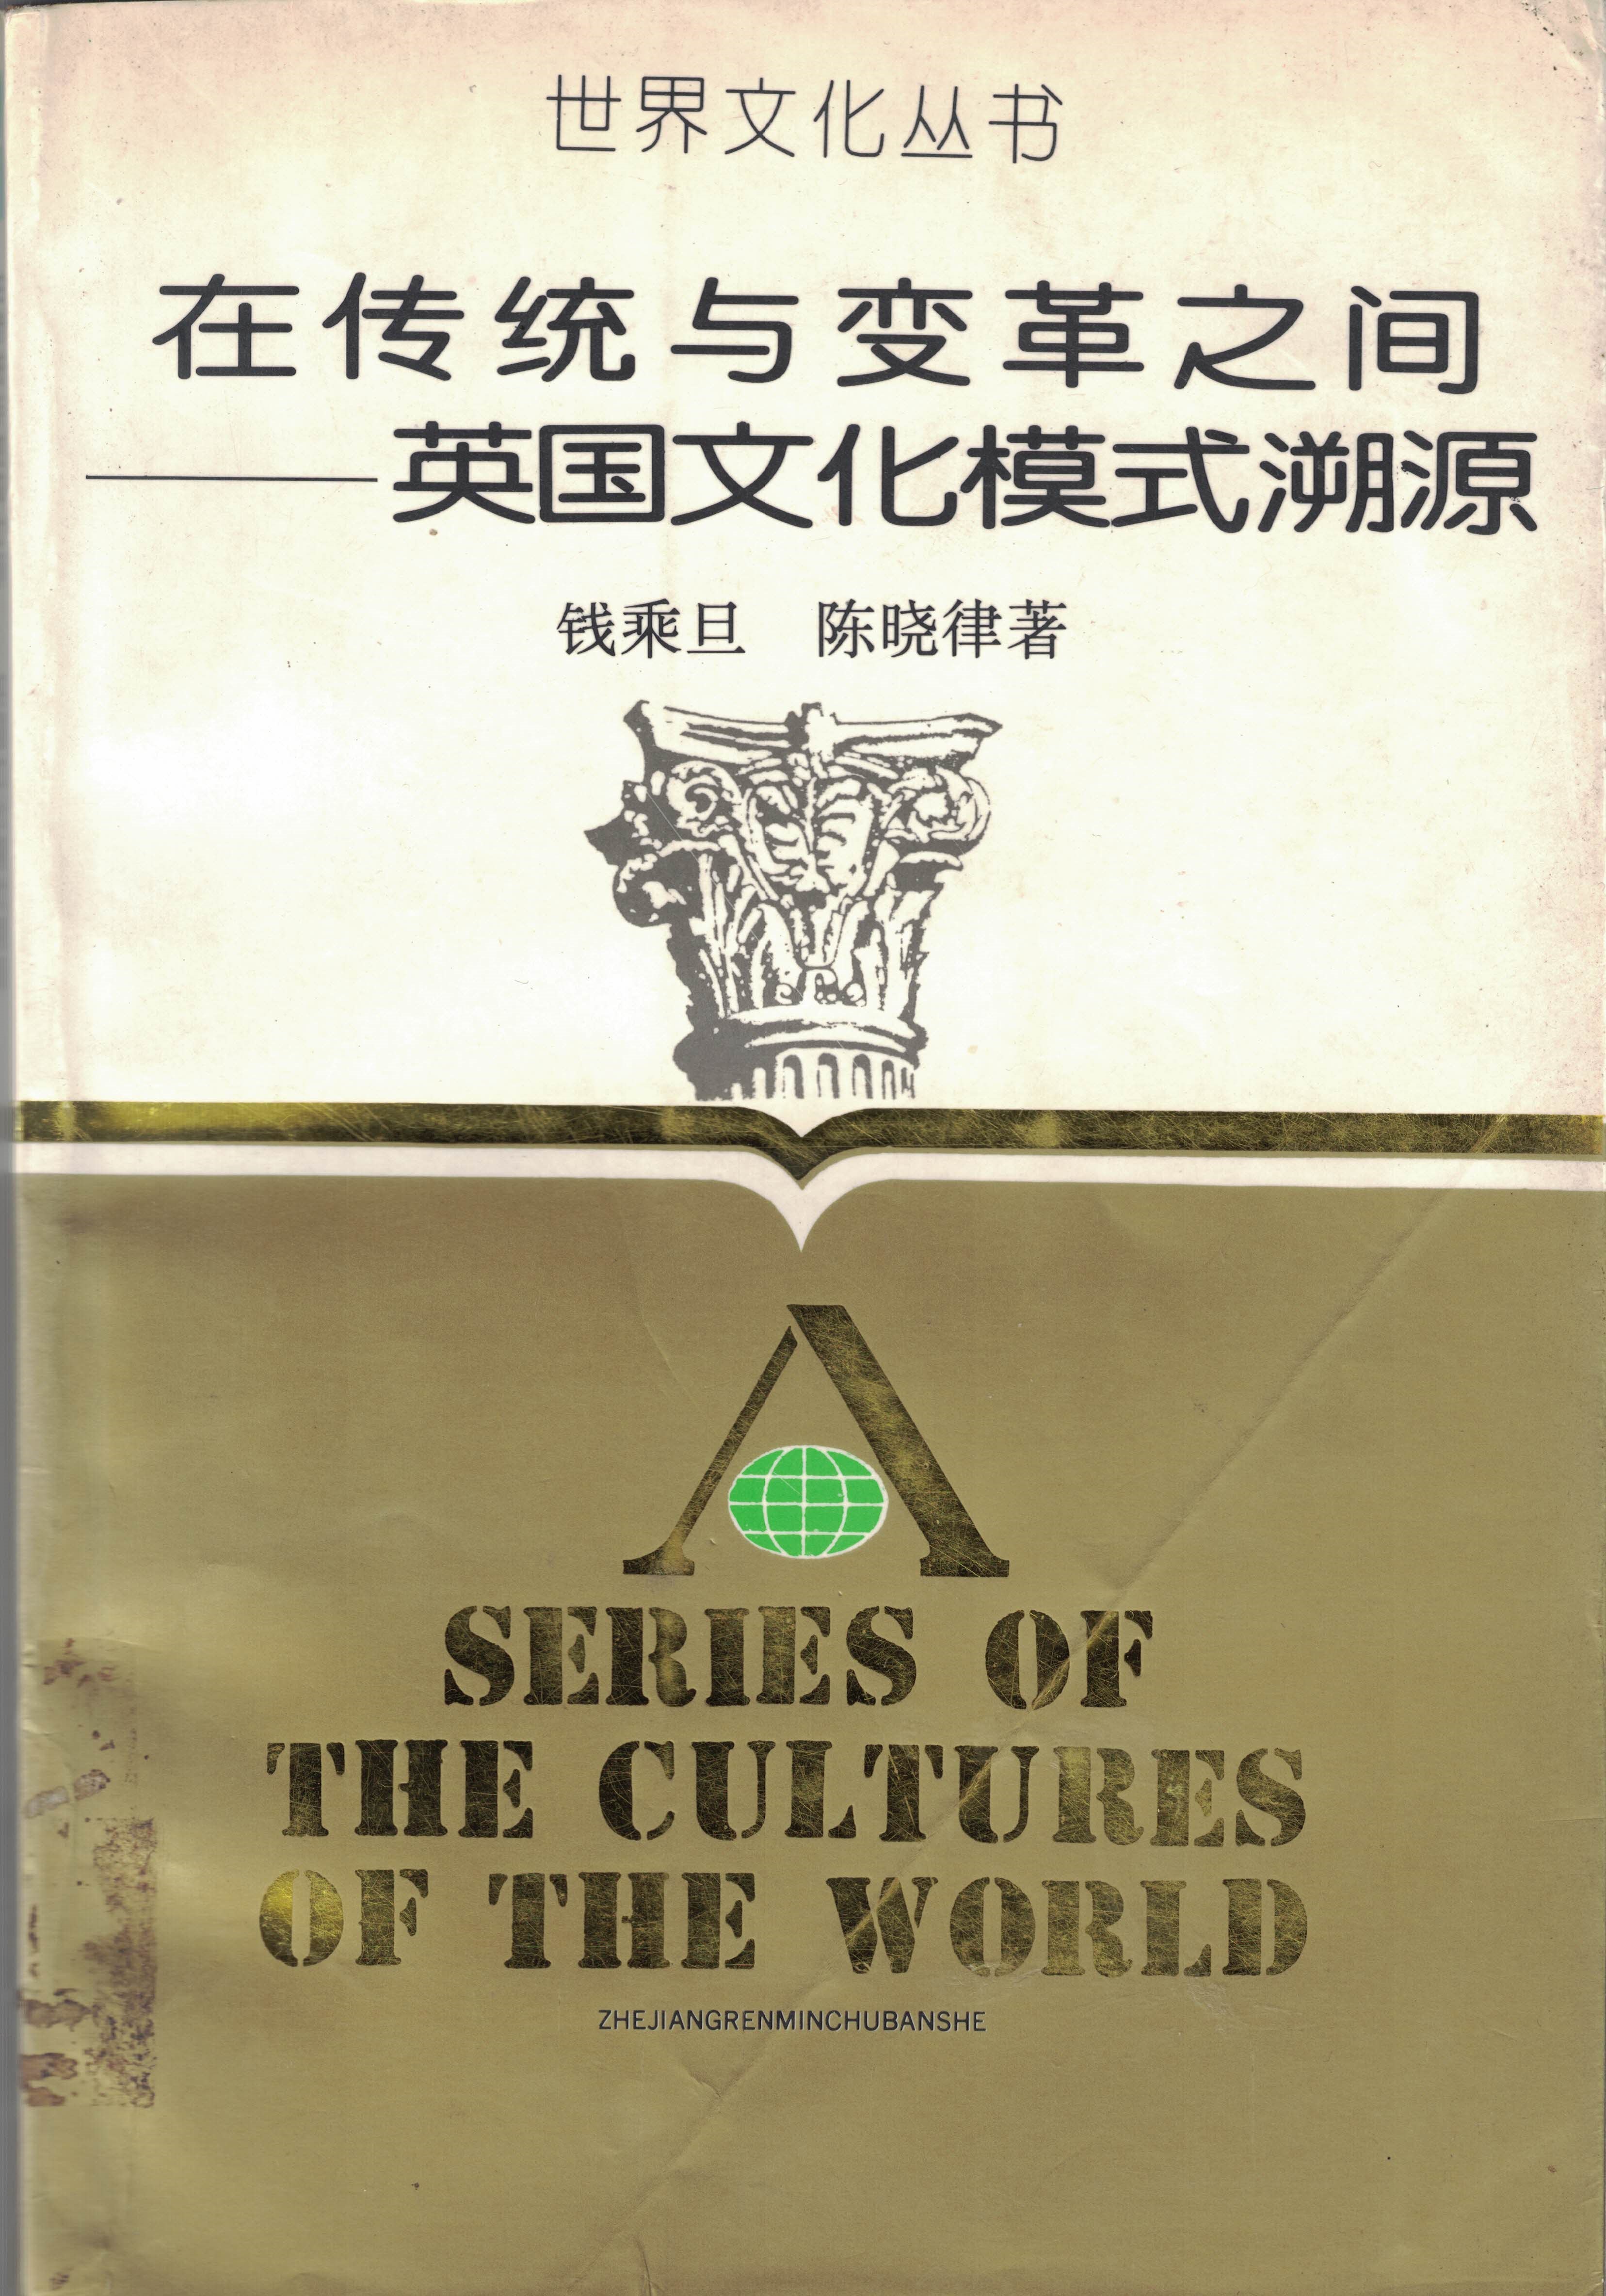 世界文化丛书
在传统与变革之间
——英国文化模式溯源
钱乘旦 陈晓律著
A
SERIES OF
THE CULTURES
OF THE WORLD
ZHEJIANGRENMINCHUBANSHE